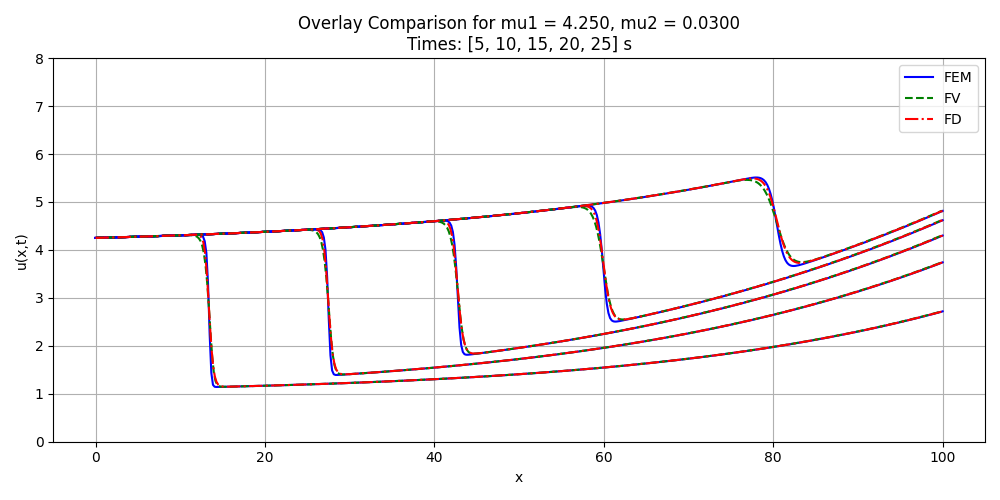 Overlay Comparison for mu1 = 4.250, mu2 = 0.0300
Times: [5, 10, 15, 20, 25] s
FEM
FV
FD
u(x,t)
8
7
6
5
4
3
2
1
0
0 20 40 60 80 100
x